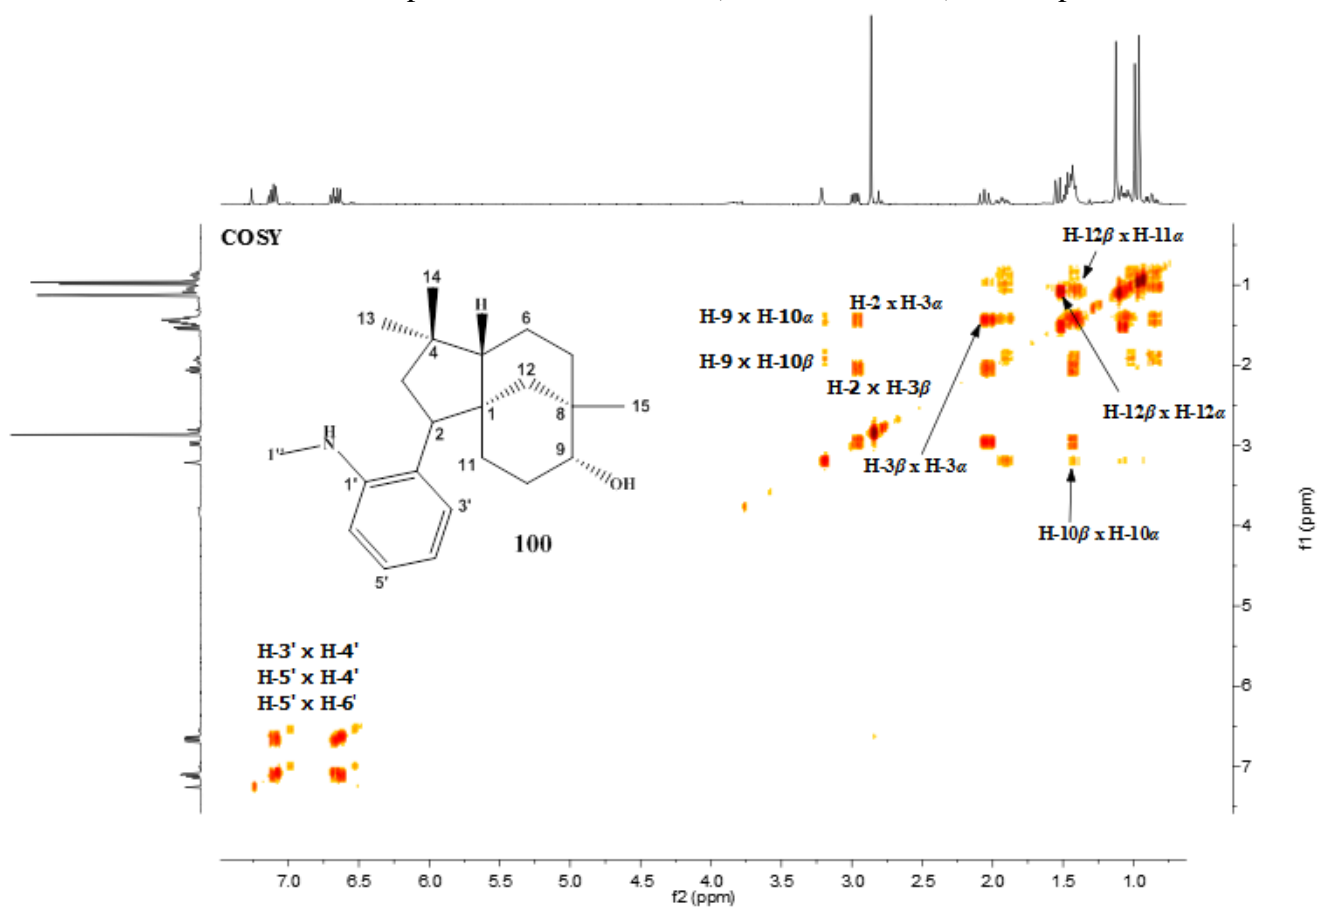 COSY
H-12β x H-11α
14
H
13
6
4
12
H-9 x H-10α
H-2 x H-3α
H-9 x H-10β
H-2 x H-3β
8
15
1
H-12β x H-12α
2
9
H
N
1''
11
H-3β x H-3α
OH
1'
3'
100
H-10β x H-10α
5'
H-3' x H-4'
H-5' x H-4'
H-5' x H-6'
1
2
3
4
5
6
7
f1 (ppm)
7.0 6.5 6.0 5.5 5.0 4.5 4.0 3.5 3.0 2.5 2.0 1.5 1.0
f2 (ppm)